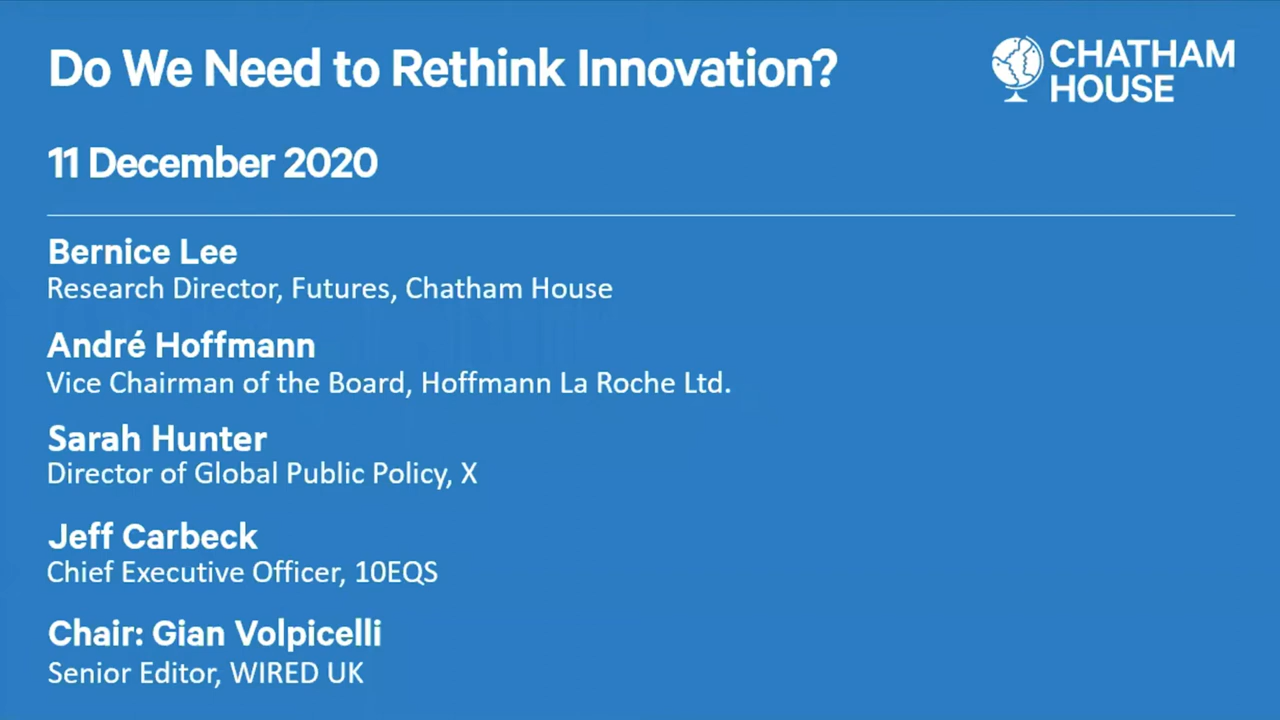 Do We Need to Rethink Innovation?
CHATHAM
HOUSE
11 December 2020
Bernice Lee
Research Director, Futures, Chatham House
André Hoffmann
Vice Chairman of the Board, Hoffmann La Roche Ltd.
Sarah Hunter
Director of Global Public Policy, X
Jeff Carbeck
Chief Executive Officer, 10EQS
Chair: Gian Volpicelli
Senior Editor, WIRED UK